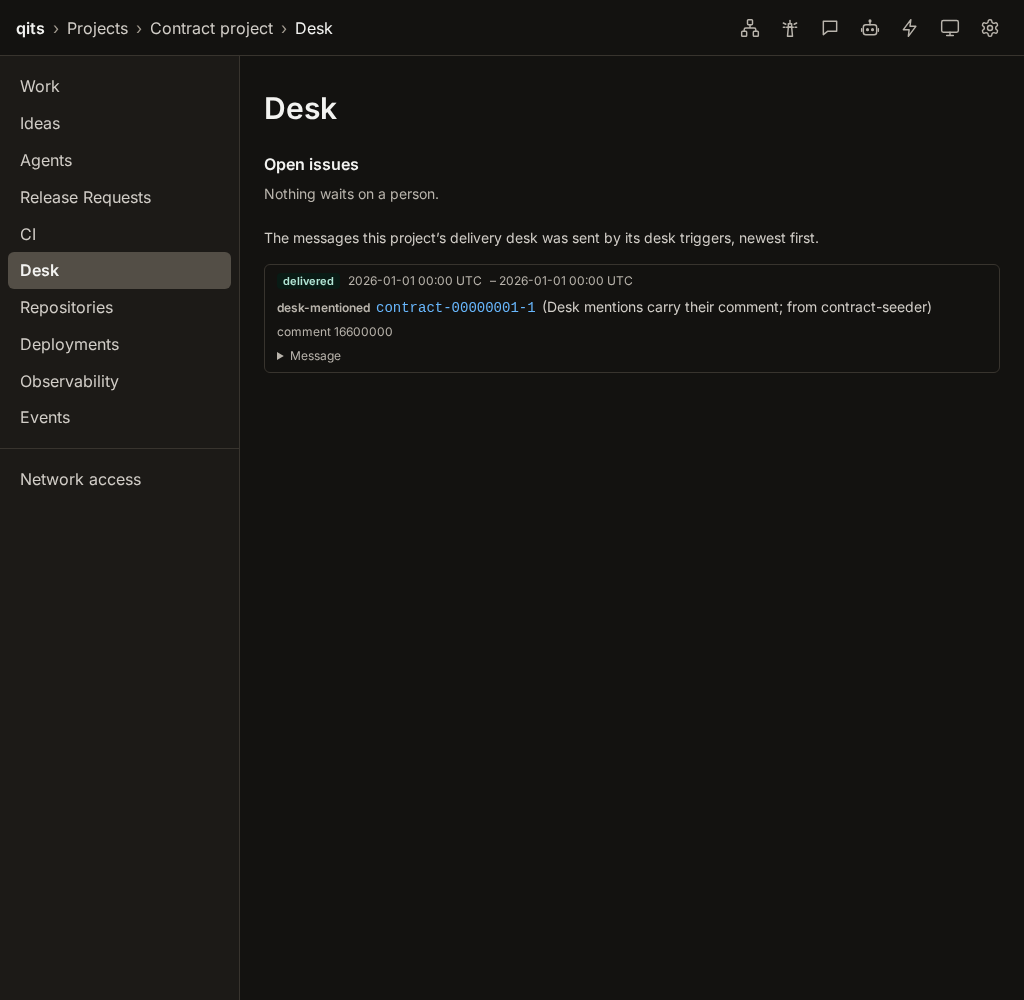 qits › Projects › Contract project › Desk
Work
Ideas
Agents
Release Requests
CI
Desk
Repositories
Deployments
Observability
Events
Network access
Desk
Open issues
Nothing waits on a person.
The messages this project’s delivery desk was sent by its desk triggers, newest first.
delivered 2026-01-01 00:00 UTC – 2026-01-01 00:00 UTC
desk-mentioned contract-00000001-1 (Desk mentions carry their comment; from contract-seeder)
comment 16600000
Message